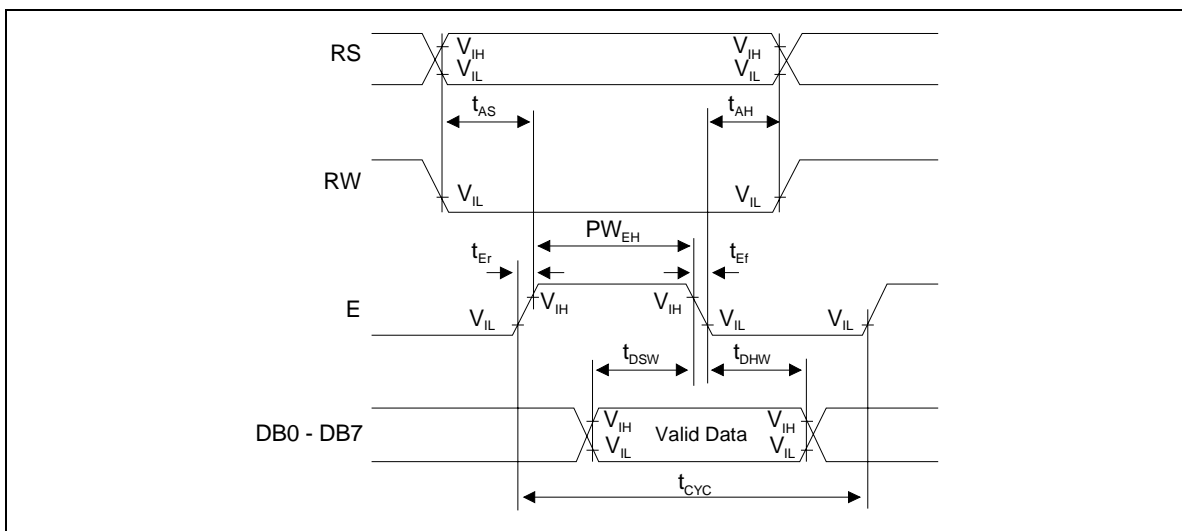 RS
V_IH V_IH
V_IL V_IL
t_AS t_AH
RW
V_IL V_IL
PW_EH
t_Er t_Ef
E
V_IH V_IH
V_IL V_IL V_IL
t_DSW t_DHW
DB0 - DB7
V_IH V_IH
Valid Data
V_IL V_IL
t_CYC